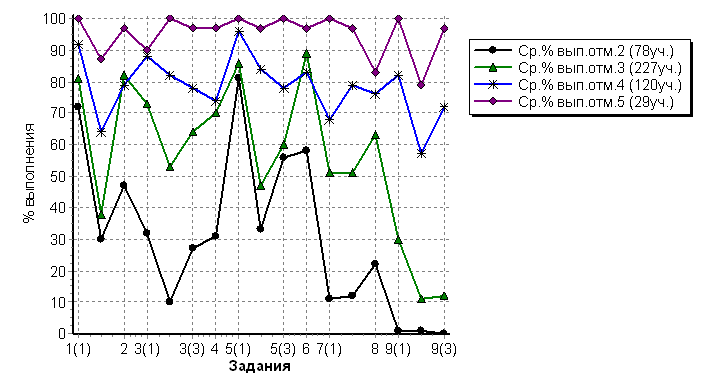 % выполнения
100
90
80
70
60
50
40
30
20
10
0
1(1) 2 3(1) 3(3) 4 5(1) 5(3) 6 7(1) 8 9(1) 9(3)
Задания
Ср.% вып.отм.2 (78уч.)
Ср.% вып.отм.3 (227уч.)
Ср.% вып.отм.4 (120уч.)
Ср.% вып.отм.5 (29уч.)